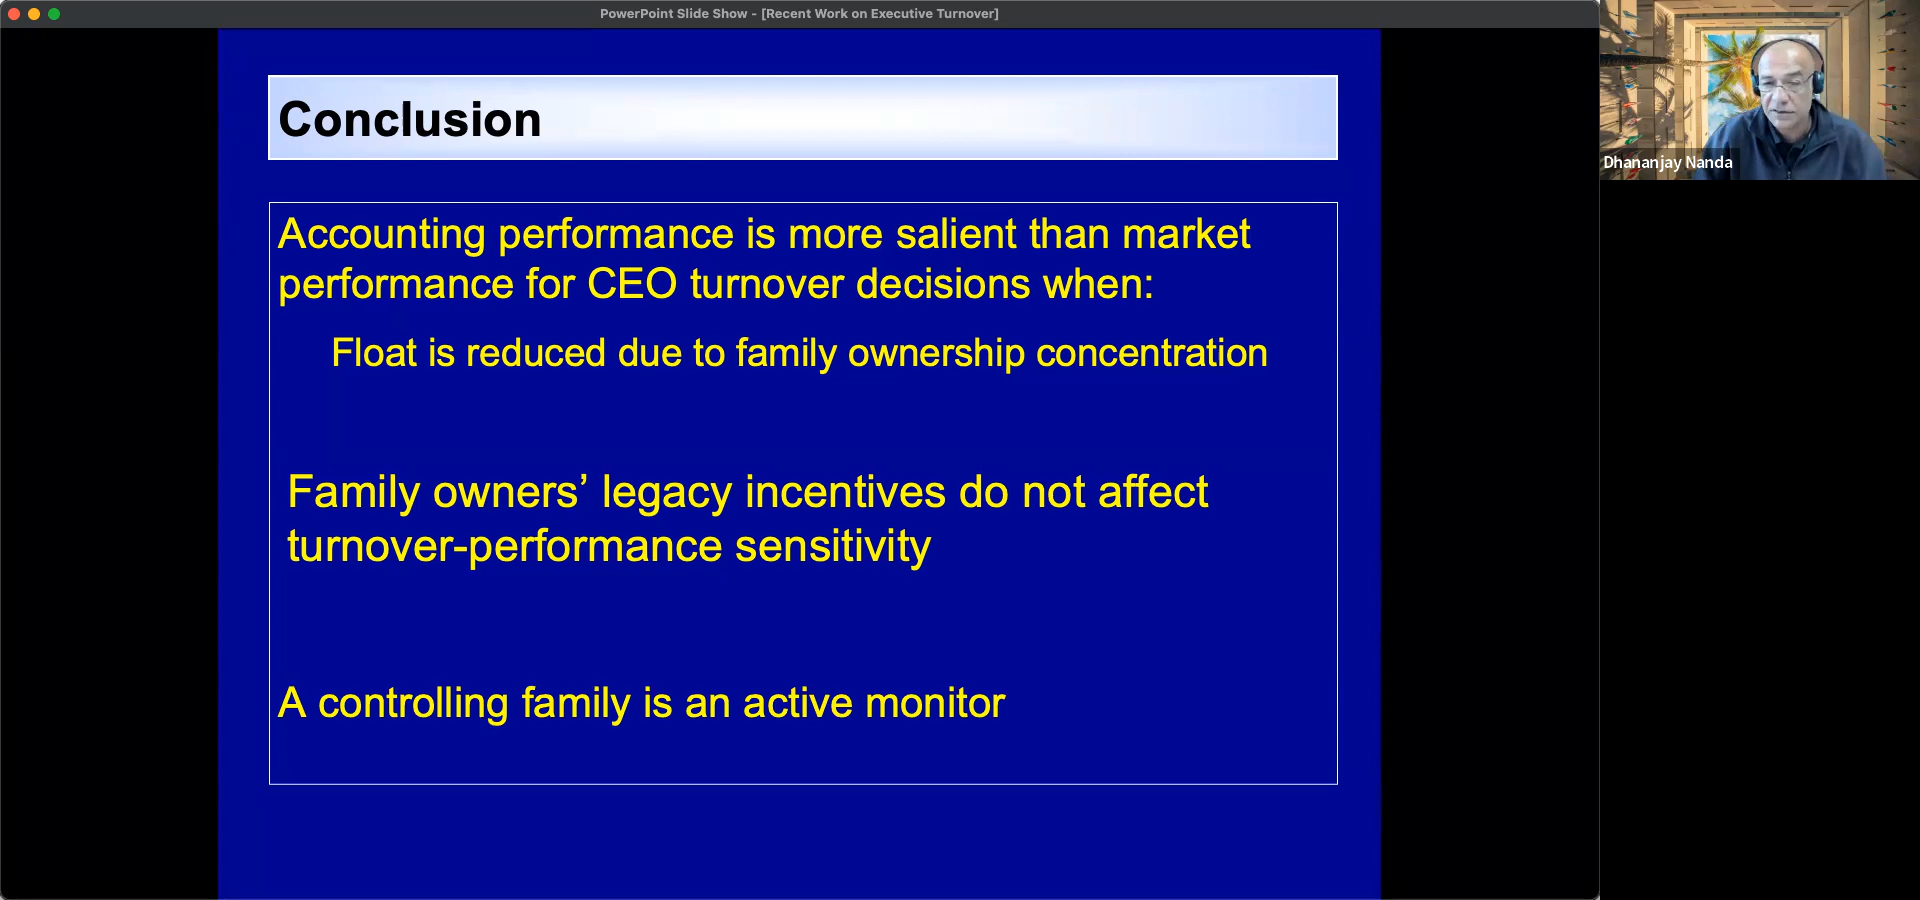 PowerPoint Slide Show - [Recent Work on Executive Turnover]
Conclusion
Accounting performance is more salient than market
performance for CEO turnover decisions when:
Float is reduced due to family ownership concentration
Family owners’ legacy incentives do not affect
turnover-performance sensitivity
A controlling family is an active monitor
Dhananjay Nanda